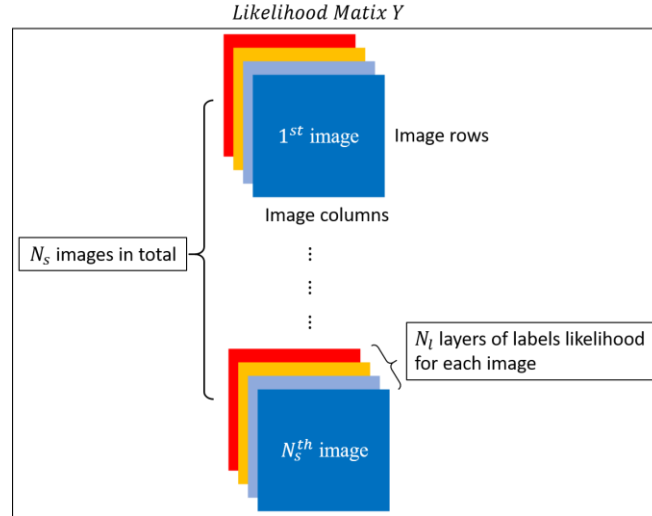 Likelihood Matix Y
1st image
Image rows
Image columns
Ns images in total
⋮
⋮
⋮
Nl layers of labels likelihood
for each image
Nsth image